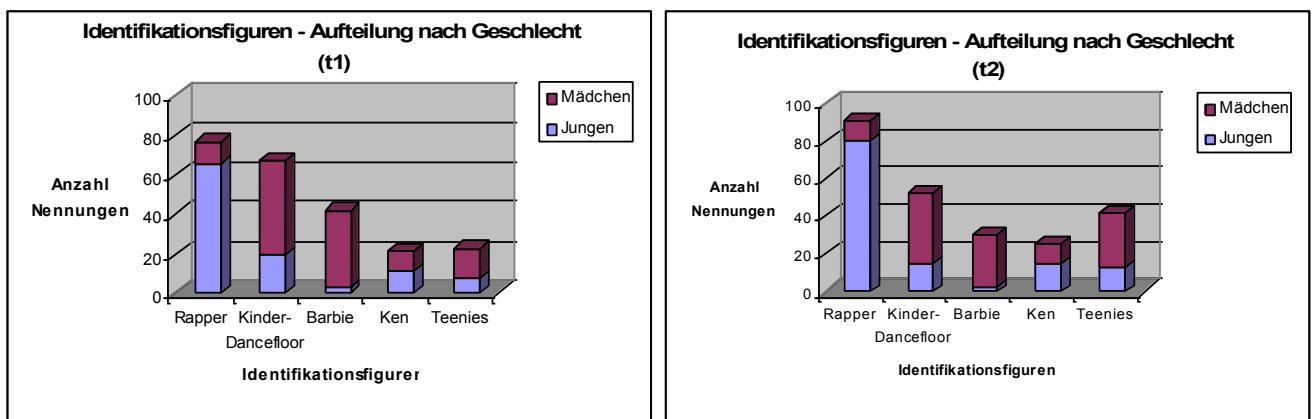 Identifikationsfiguren - Aufteilung nach Geschlecht
(t1)
Mädchen
Jungen
100
80
60
40
20
0
Anzahl
Nennungen
Rapper Kinder- Barbie Ken Teenies
Dancefloor
Identifikationsfiguren
Identifikationsfiguren - Aufteilung nach Geschlecht
(t2)
Mädchen
Jungen
100
80
60
40
20
0
Anzahl
Nennungen
Rapper Kinder- Barbie Ken Teenies
Dancefloor
Identifikationsfiguren